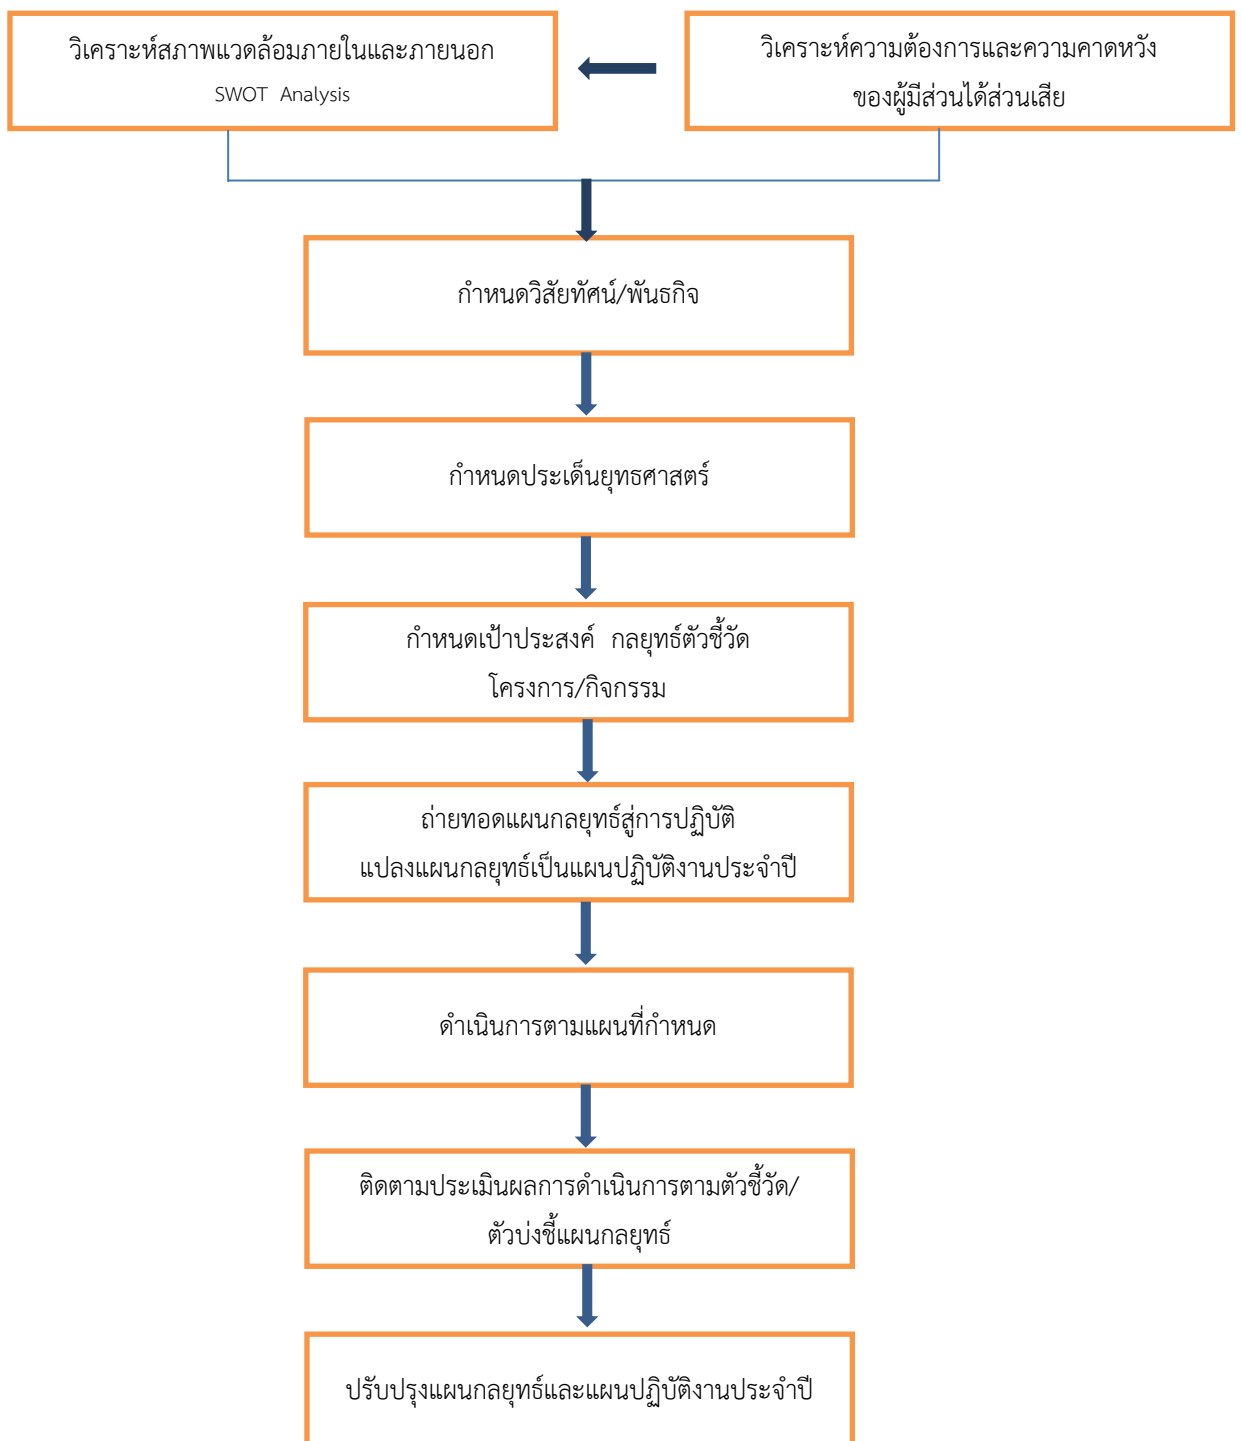 วิเคราะห์สภาพแวดล้อมภายในและภายนอก
SWOT Analysis
วิเคราะห์ความต้องการและความคาดหวัง
ของผู้มีส่วนได้ส่วนเสีย
กำหนดวิสัยทัศน์/พันธกิจ
กำหนดประเด็นยุทธศาสตร์
กำหนดเป้าประสงค์ กลยุทธ์ตัวชี้วัด
โครงการ/กิจกรรม
ถ่ายทอดแผนกลยุทธ์สู่การปฏิบัติ
แปลงแผนกลยุทธ์เป็นแผนปฏิบัติงานประจำปี
ดำเนินการตามแผนที่กำหนด
ติดตามประเมินผลการดำเนินการตามตัวชี้วัด/
ตัวบ่งชี้แผนกลยุทธ์
ปรับปรุงแผนกลยุทธ์และแผนปฏิบัติงานประจำปี